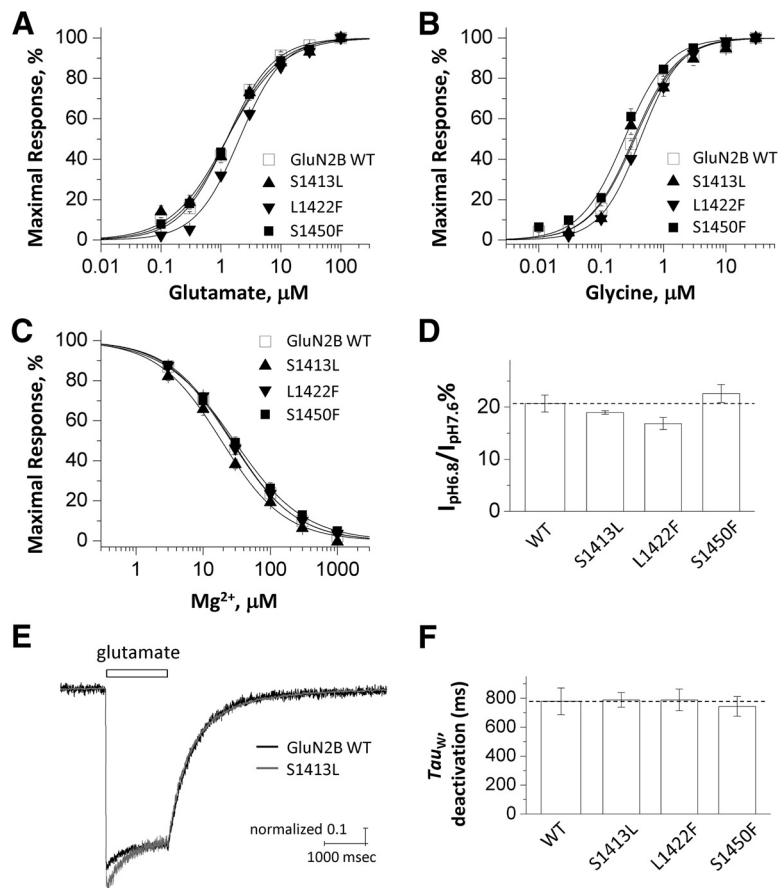 A
Maximal Response, %
100
80
60
40
20
0
GluN2B WT
S1413L
L1422F
S1450F
0.01 0.1 1 10 100
Glutamate, μM
B
Maximal Response, %
100
80
60
40
20
0
GluN2B WT
S1413L
L1422F
S1450F
0.01 0.1 1 10
Glycine, μM
C
Maximal Response, %
100
80
60
40
20
0
GluN2B WT
S1413L
L1422F
S1450F
1 10 100 1000
Mg²⁺, μM
D
IpH6.8/IpH7.6%
20
10
0
WT S1413L L1422F S1450F
E
glutamate
GluN2B WT
S1413L
normalized 0.1
1000 msec
F
Tauw,
deactivation (ms)
800
600
400
200
0
WT S1413L L1422F S1450F